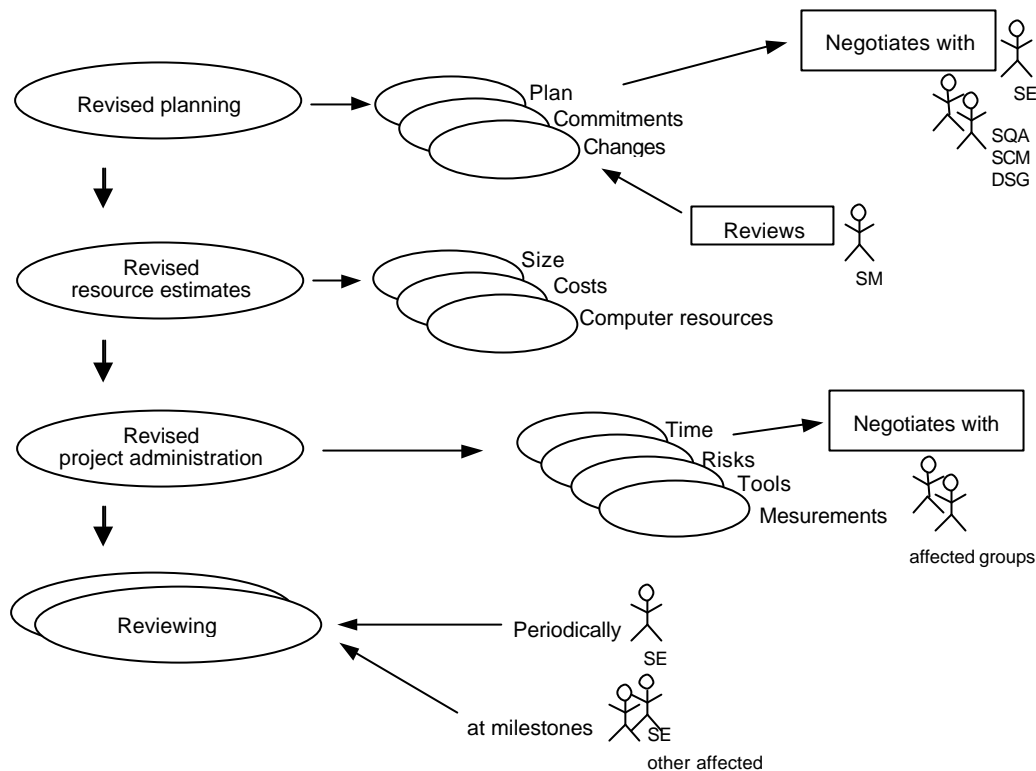 Negotiates with
SE
Revised planning
Plan
Commitments
Changes
SQA
SCM
DSG
Reviews
SM
Revised
resource estimates
Size
Costs
Computer resources
Revised
project administration
Time
Risks
Tools
Mesurements
Negotiates with
affected groups
Reviewing
Periodically
SE
at milestones
SE
other affected